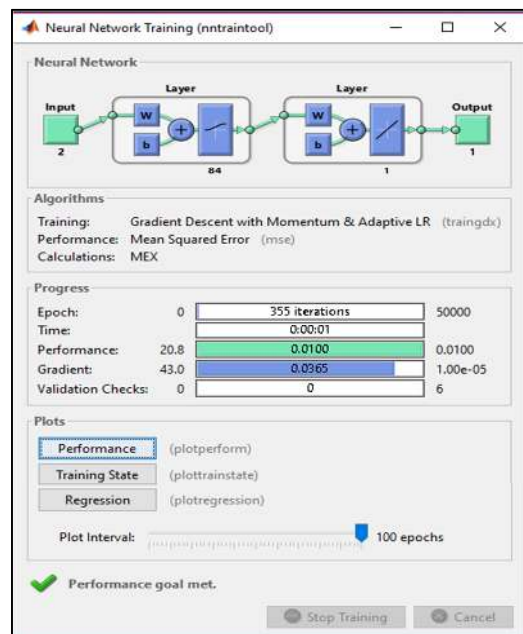 Neural Network Training (nntraintool)
Neural Network
Layer
Layer
Input
W
b
+
W
b
+
Output
2
84
1
1
Algorithms
Training: Gradient Descent with Momentum & Adaptive LR (traingdx)
Performance: Mean Squared Error (mse)
Calculations: MEX
Progress
Epoch: 0 355 iterations 50000
Time: 0:00:01
Performance: 20.8 0.0100 0.0100
Gradient: 43.0 0.0365 1.00e-05
Validation Checks: 0 0 6
Plots
Performance (plotperform)
Training State (plottrainstate)
Regression (plotregression)
Plot Interval: 100 epochs
Performance goal met.
Stop Training Cancel